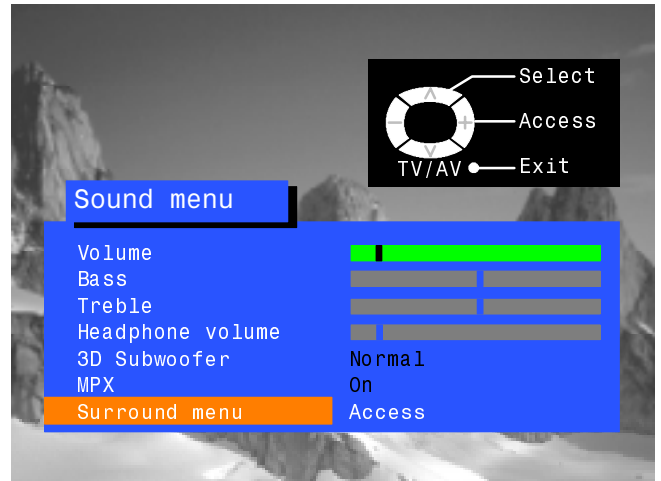 Select
Access
TV/AV Exit
Sound menu
Volume
Bass
Treble
Headphone volume
3D Subwoofer Normal
MPX On
Surround menu Access